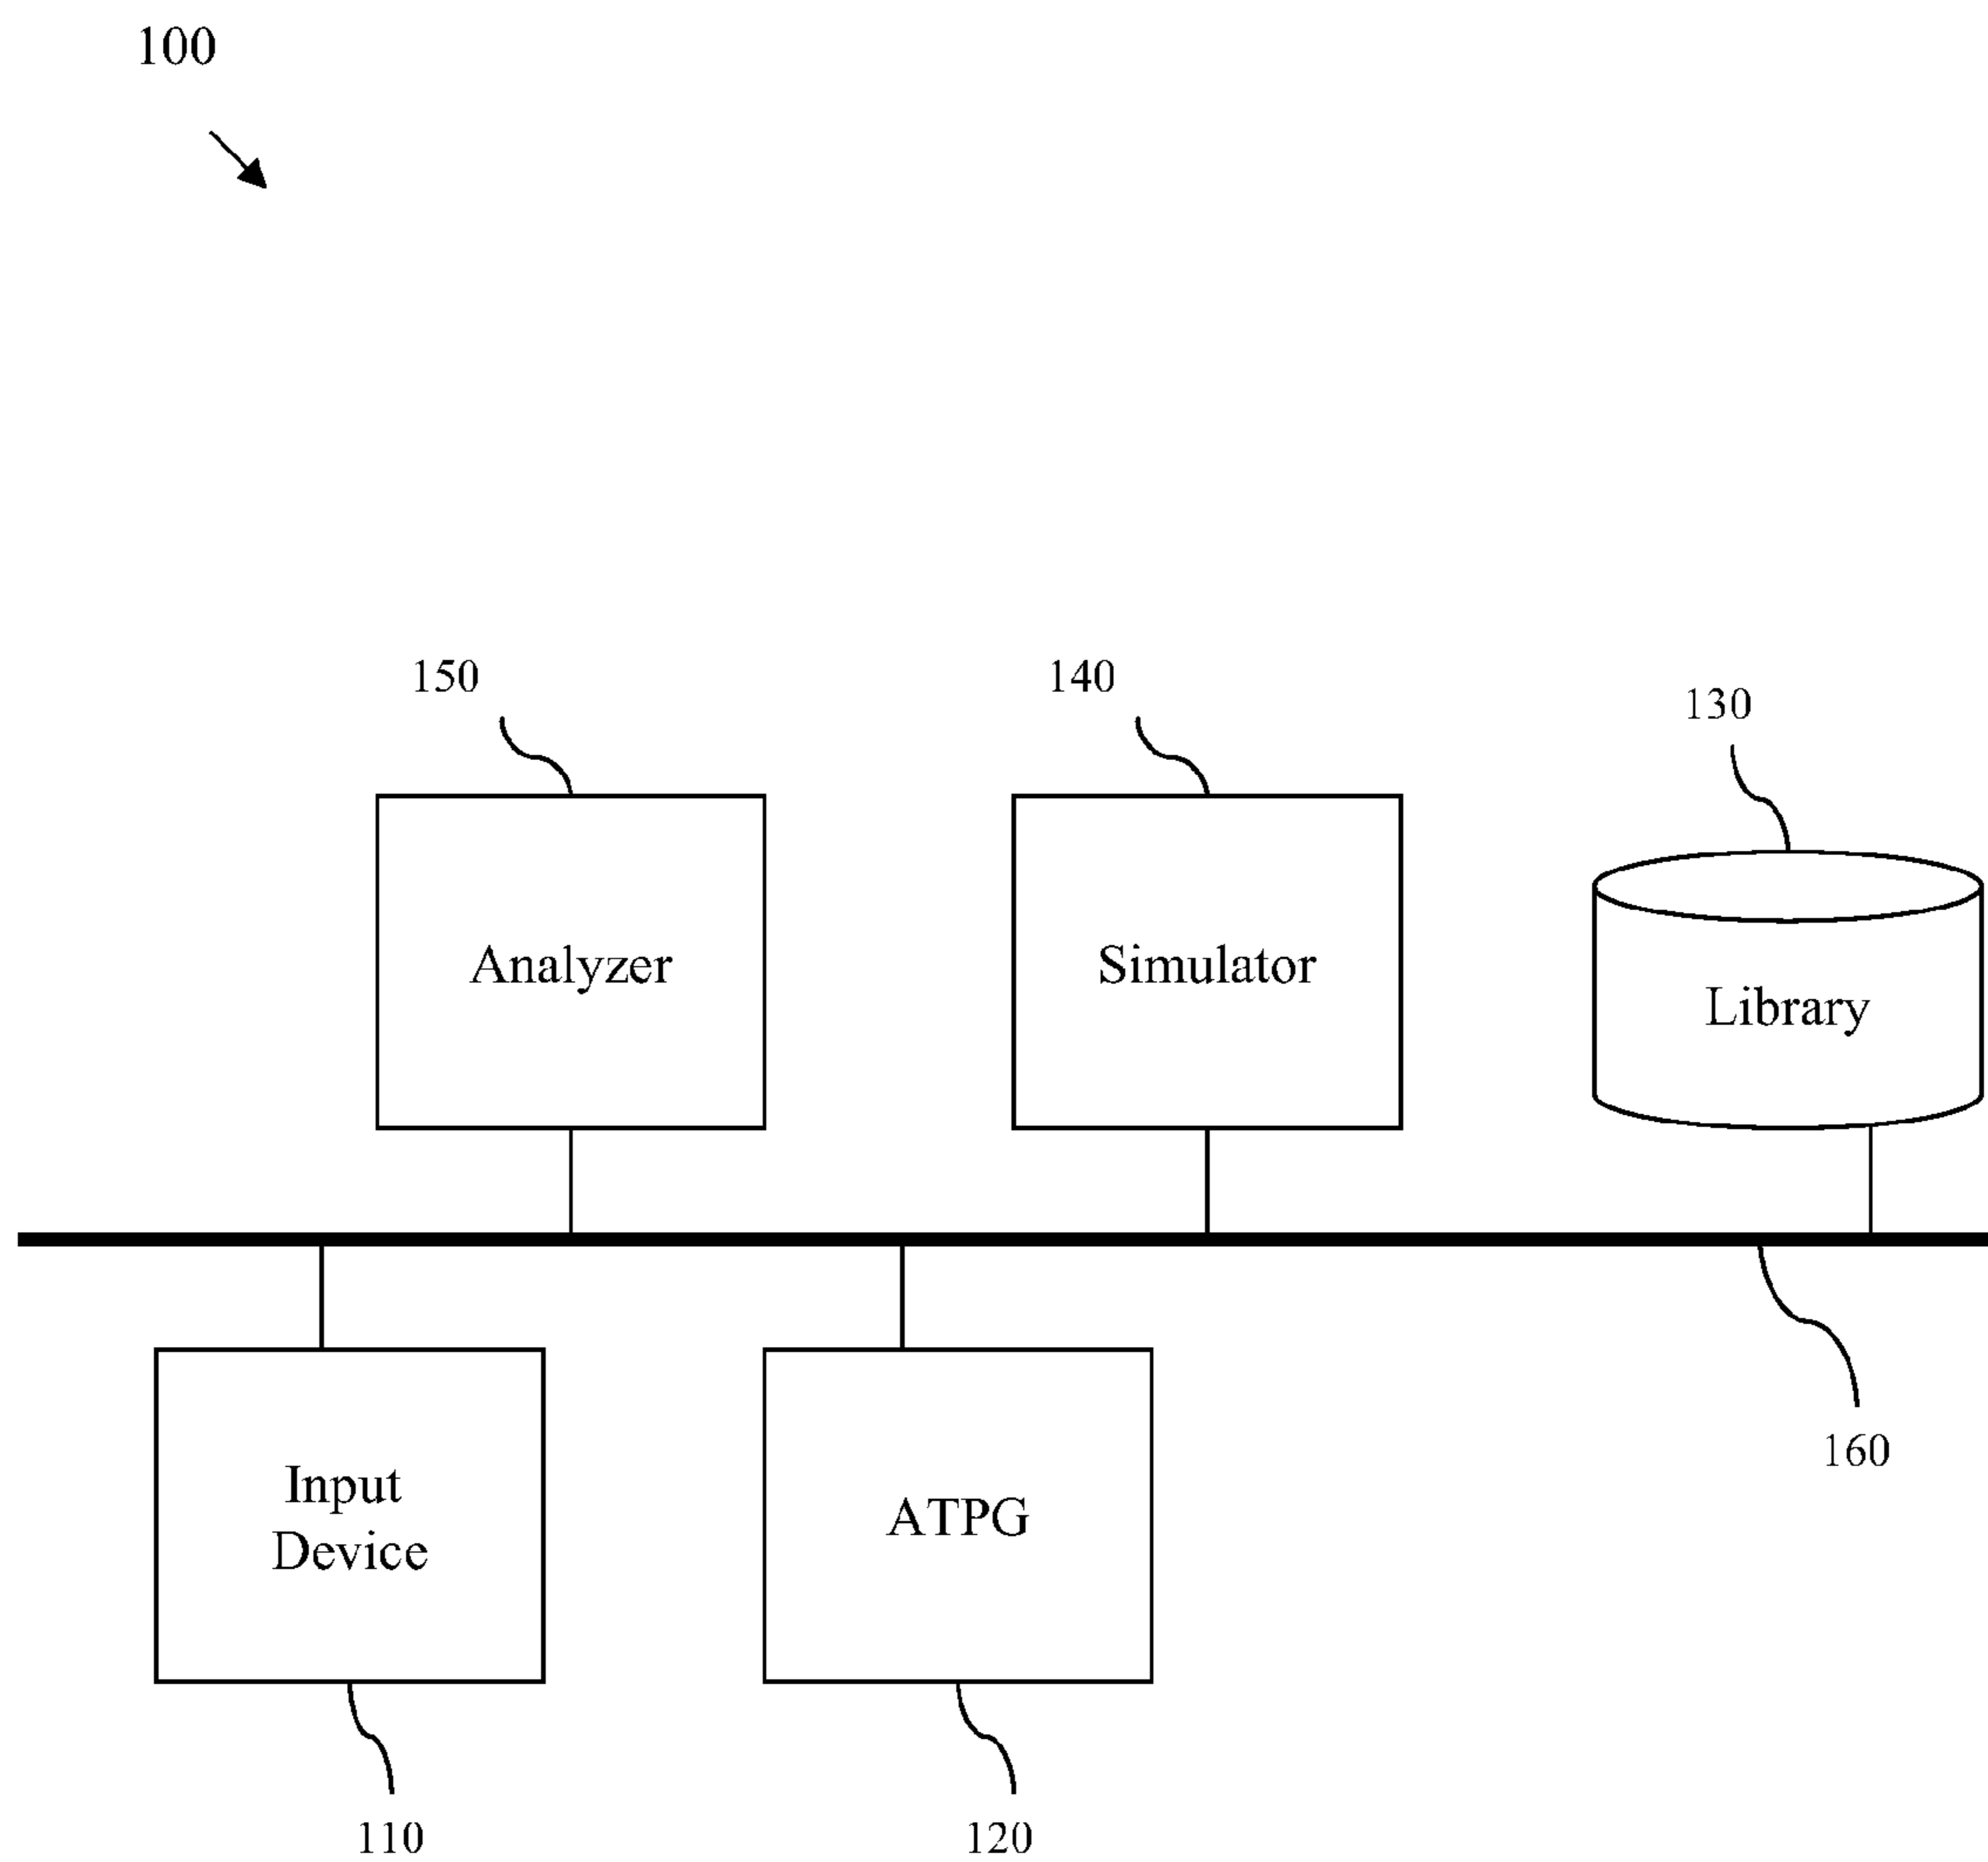 100
150
140
130
Analyzer
Simulator
Library
160
Input
Device
ATPG
110
120